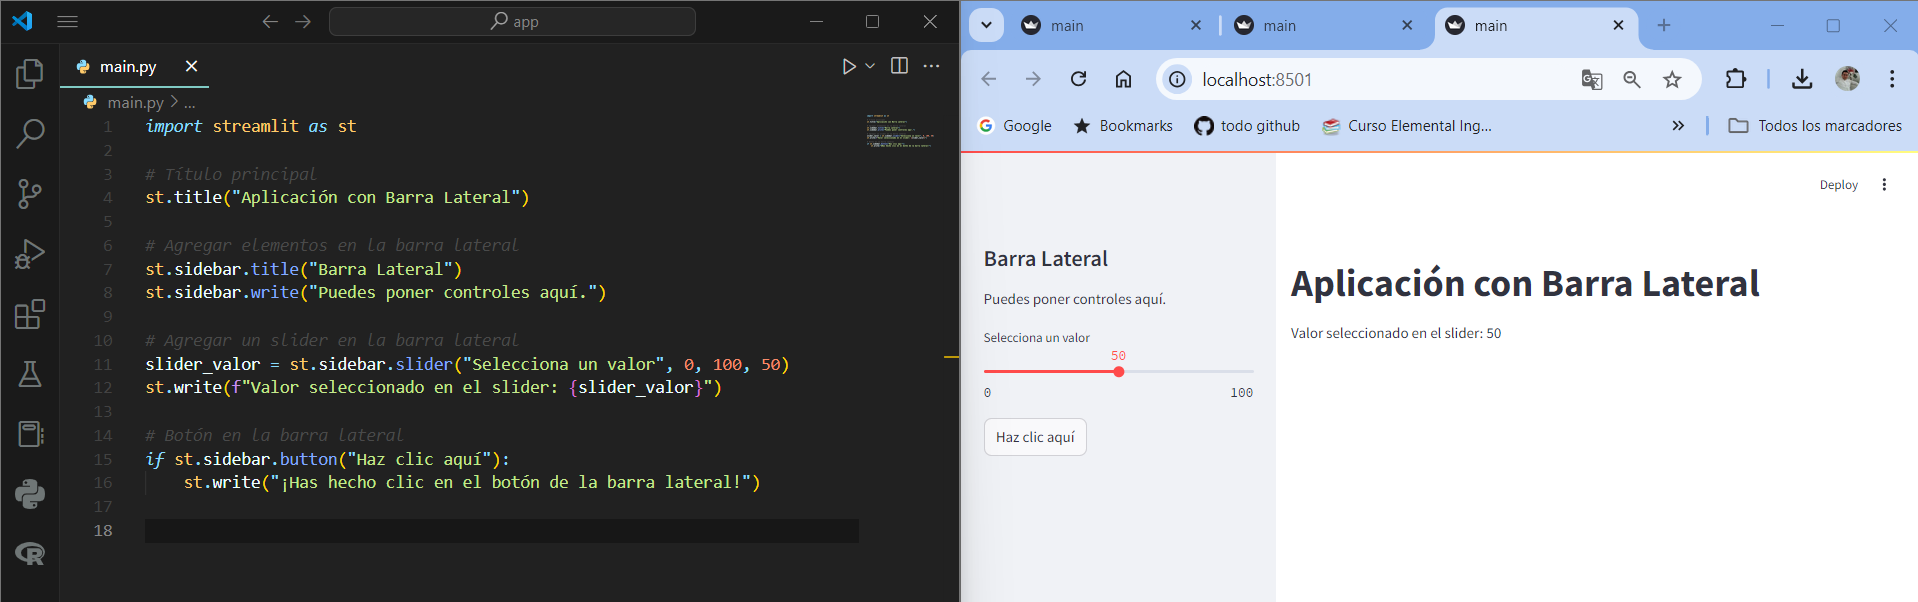 app
main.py
main.py > ...
1 import streamlit as st
2
3 # Título principal
4 st.title("Aplicación con Barra Lateral")
5
6 # Agregar elementos en la barra lateral
7 st.sidebar.title("Barra Lateral")
8 st.sidebar.write("Puedes poner controles aquí.")
9
10 # Agregar un slider en la barra lateral
11 slider_valor = st.sidebar.slider("Selecciona un valor", 0, 100, 50)
12 st.write(f"Valor seleccionado en el slider: {slider_valor}")
13
14 # Botón en la barra lateral
15 if st.sidebar.button("Haz clic aquí"):
16 st.write("¡Has hecho clic en el botón de la barra lateral!")
17
18
main main main
localhost:8501
Google Bookmarks todo github Curso Elemental Ing... Todos los marcadores
Deploy
Barra Lateral
Puedes poner controles aquí.
Selecciona un valor
50
0 100
Haz clic aquí
Aplicación con Barra Lateral
Valor seleccionado en el slider: 50